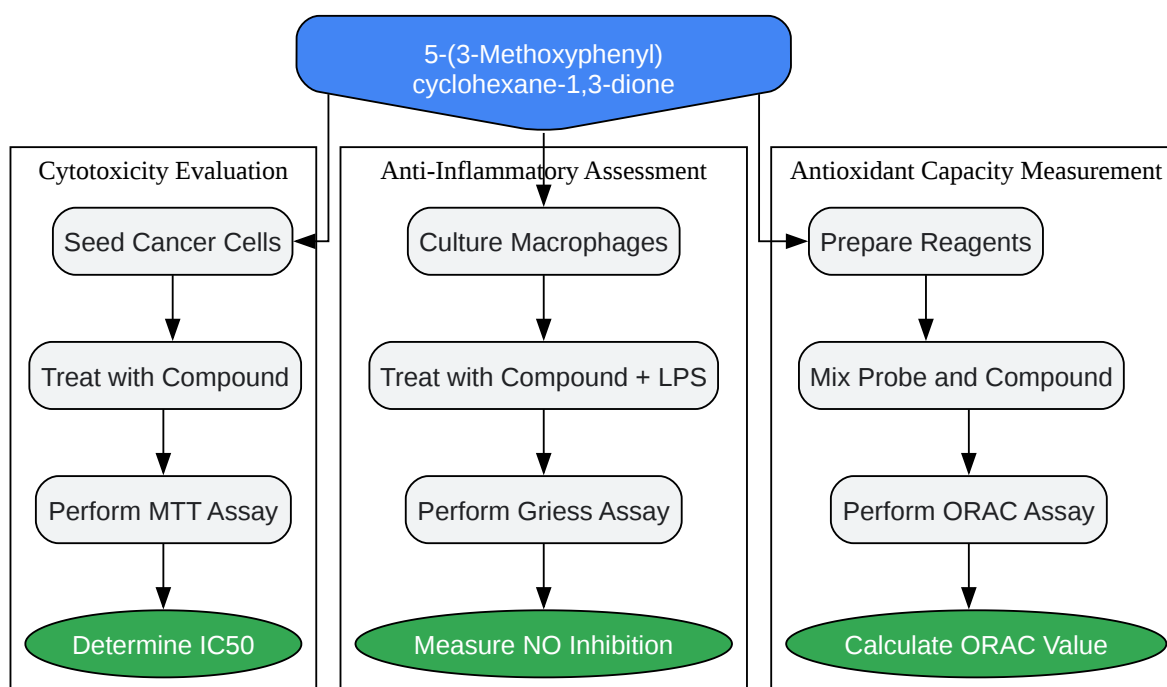 5-(3-Methoxyphenyl)
cyclohexane-1,3-dione
Cytotoxicity Evaluation
Seed Cancer Cells
Treat with Compound
Perform MTT Assay
Determine IC50
Anti-Inflammatory Assessment
Culture Macrophages
Treat with Compound + LPS
Perform Griess Assay
Measure NO Inhibition
Antioxidant Capacity Measurement
Prepare Reagents
Mix Probe and Compound
Perform ORAC Assay
Calculate ORAC Value